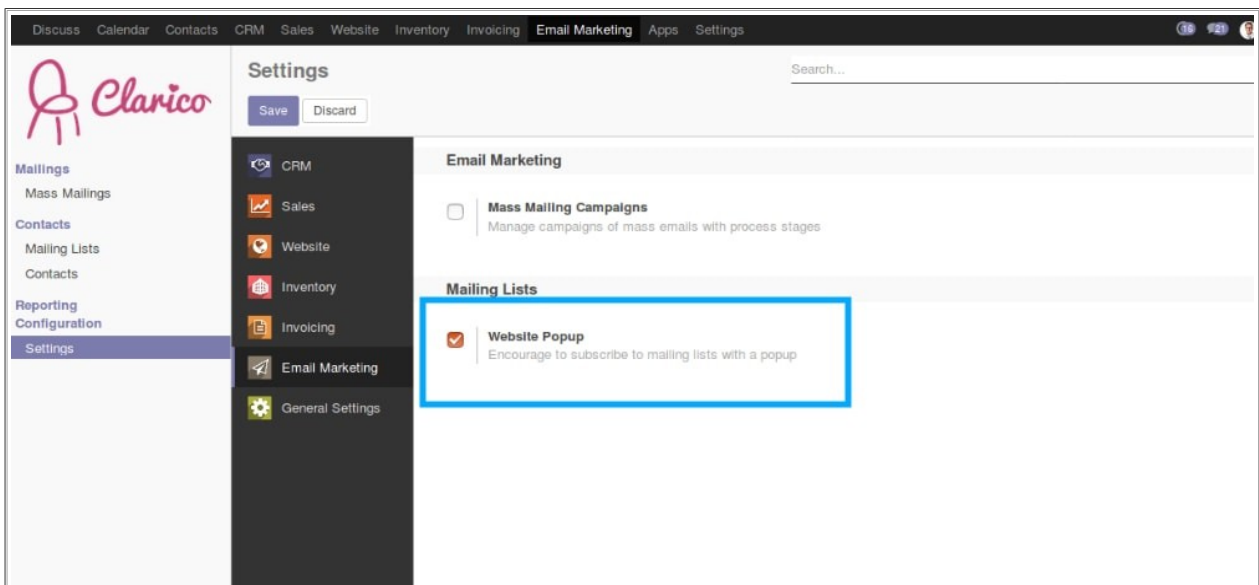 Discuss Calendar Contacts CRM Sales Website Inventory Invoicing Email Marketing Apps Settings 16 21
Clarico
Settings
Search...
Save Discard
Mailings
Mass Mailings
Contacts
Mailing Lists
Contacts
Reporting
Configuration
Settings
CRM
Sales
Website
Inventory
Invoicing
Email Marketing
General Settings
Email Marketing
Mass Mailing Campaigns
Manage campaigns of mass emails with process stages
Mailing Lists
Website Popup
Encourage to subscribe to mailing lists with a popup